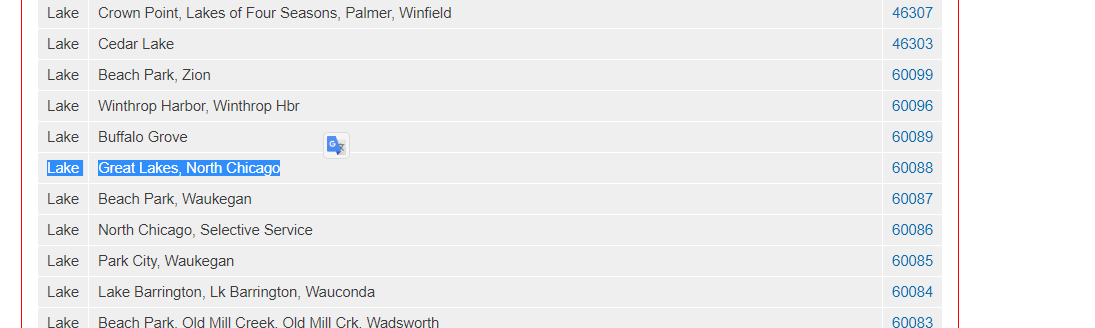 Lake Crown Point, Lakes of Four Seasons, Palmer, Winfield 46307
Lake Cedar Lake 46303
Lake Beach Park, Zion 60099
Lake Winthrop Harbor, Winthrop Hbr 60096
Lake Buffalo Grove 60089
Lake Great Lakes, North Chicago 60088
Lake Beach Park, Waukegan 60087
Lake North Chicago, Selective Service 60086
Lake Park City, Waukegan 60085
Lake Lake Barrington, Lk Barrington, Wauconda 60084
Lake Beach Park, Old Mill Creek, Old Mill Crk, Wadsworth 60083